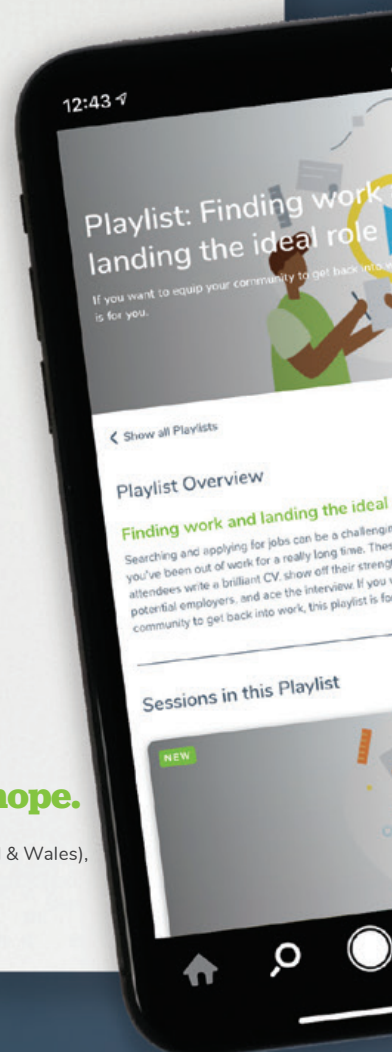 12:43
Playlist: Finding work
landing the ideal role
If you want to equip your community to get back into
is for you.
Show all Playlists
Playlist Overview
Finding work and landing the ideal
Searching and applying for jobs can be a challenging
you've been out of work for a really long time. These
attendees write a brilliant CV, show off their strengths
potential employers, and ace the interview. If you
community to get back into work, this playlist is for
Sessions in this Playlist
NEW
hope.
& Wales),